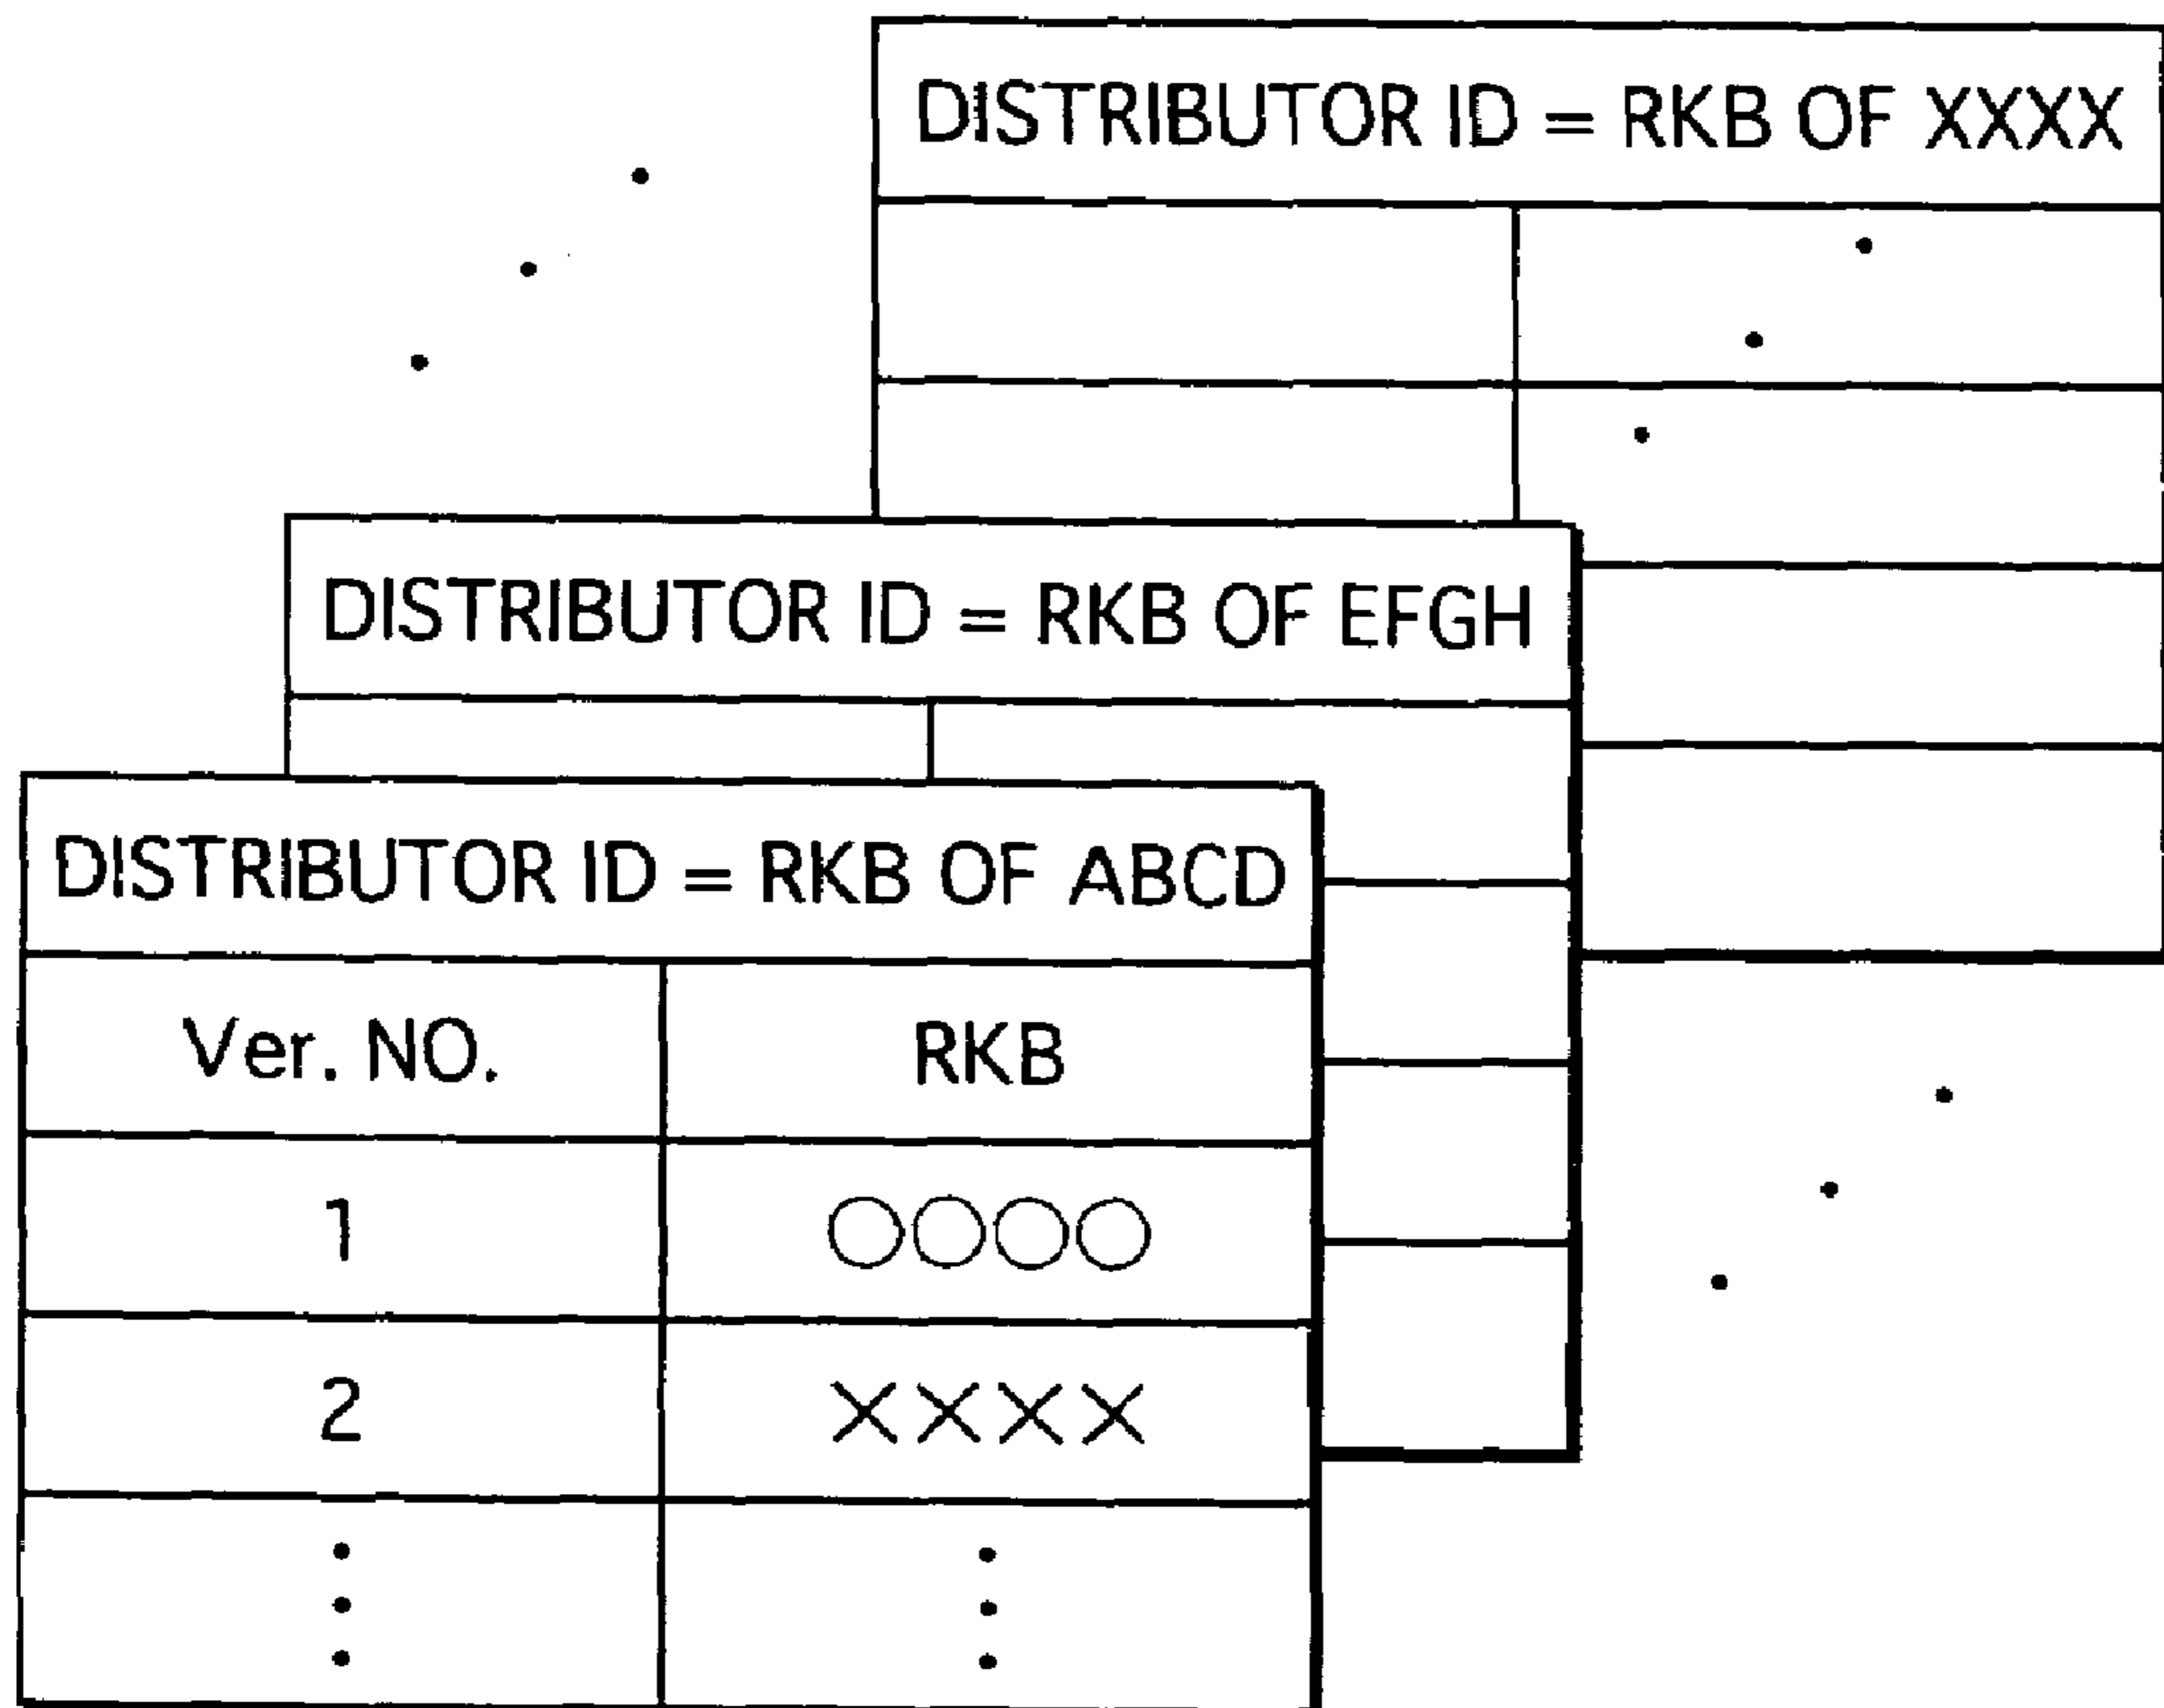 DISTRIBUTOR ID = RKB OF XXXX
DISTRIBUTOR ID = RKB OF EFGH
DISTRIBUTOR ID = RKB OF ABCD
Ver. NO. RKB
1 ○○○○
2 ××××